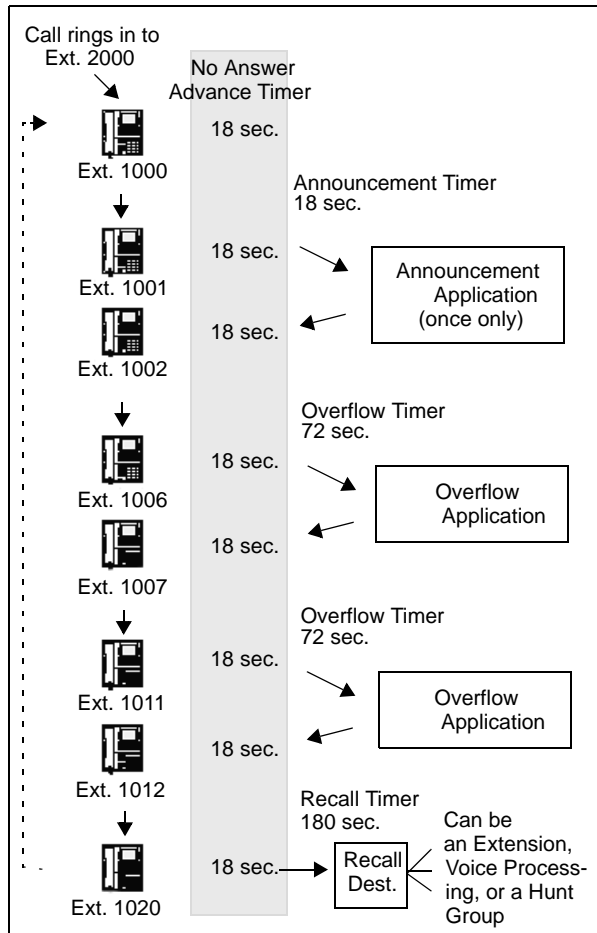 Call rings in to
Ext. 2000
No Answer
Advance Timer
18 sec.
Ext. 1000
Announcement Timer
18 sec.
18 sec.
Ext. 1001
Announcement
Application
(once only)
18 sec.
Ext. 1002
Overflow Timer
72 sec.
18 sec.
Ext. 1006
Overflow
Application
18 sec.
Ext. 1007
Overflow Timer
72 sec.
18 sec.
Ext. 1011
Overflow
Application
18 sec.
Ext. 1012
Recall Timer
180 sec.
18 sec.
Ext. 1020
Recall
Dest.
Can be
an Extension,
Voice Process-
ing, or a Hunt
Group